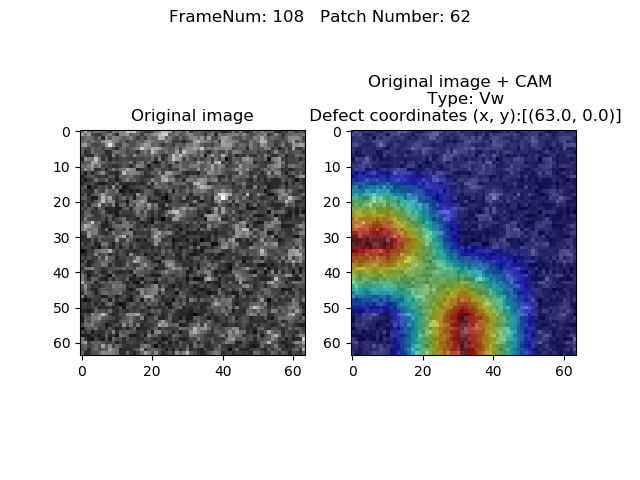 FrameNum: 108   Patch Number: 62
Original image + CAM
Type: Vw
Original image
Defect coordinates (x, y):[(63.0, 0.0)]
0
10
20
30
40
50
60
0 20 40 60
0
10
20
30
40
50
60
0 20 40 60